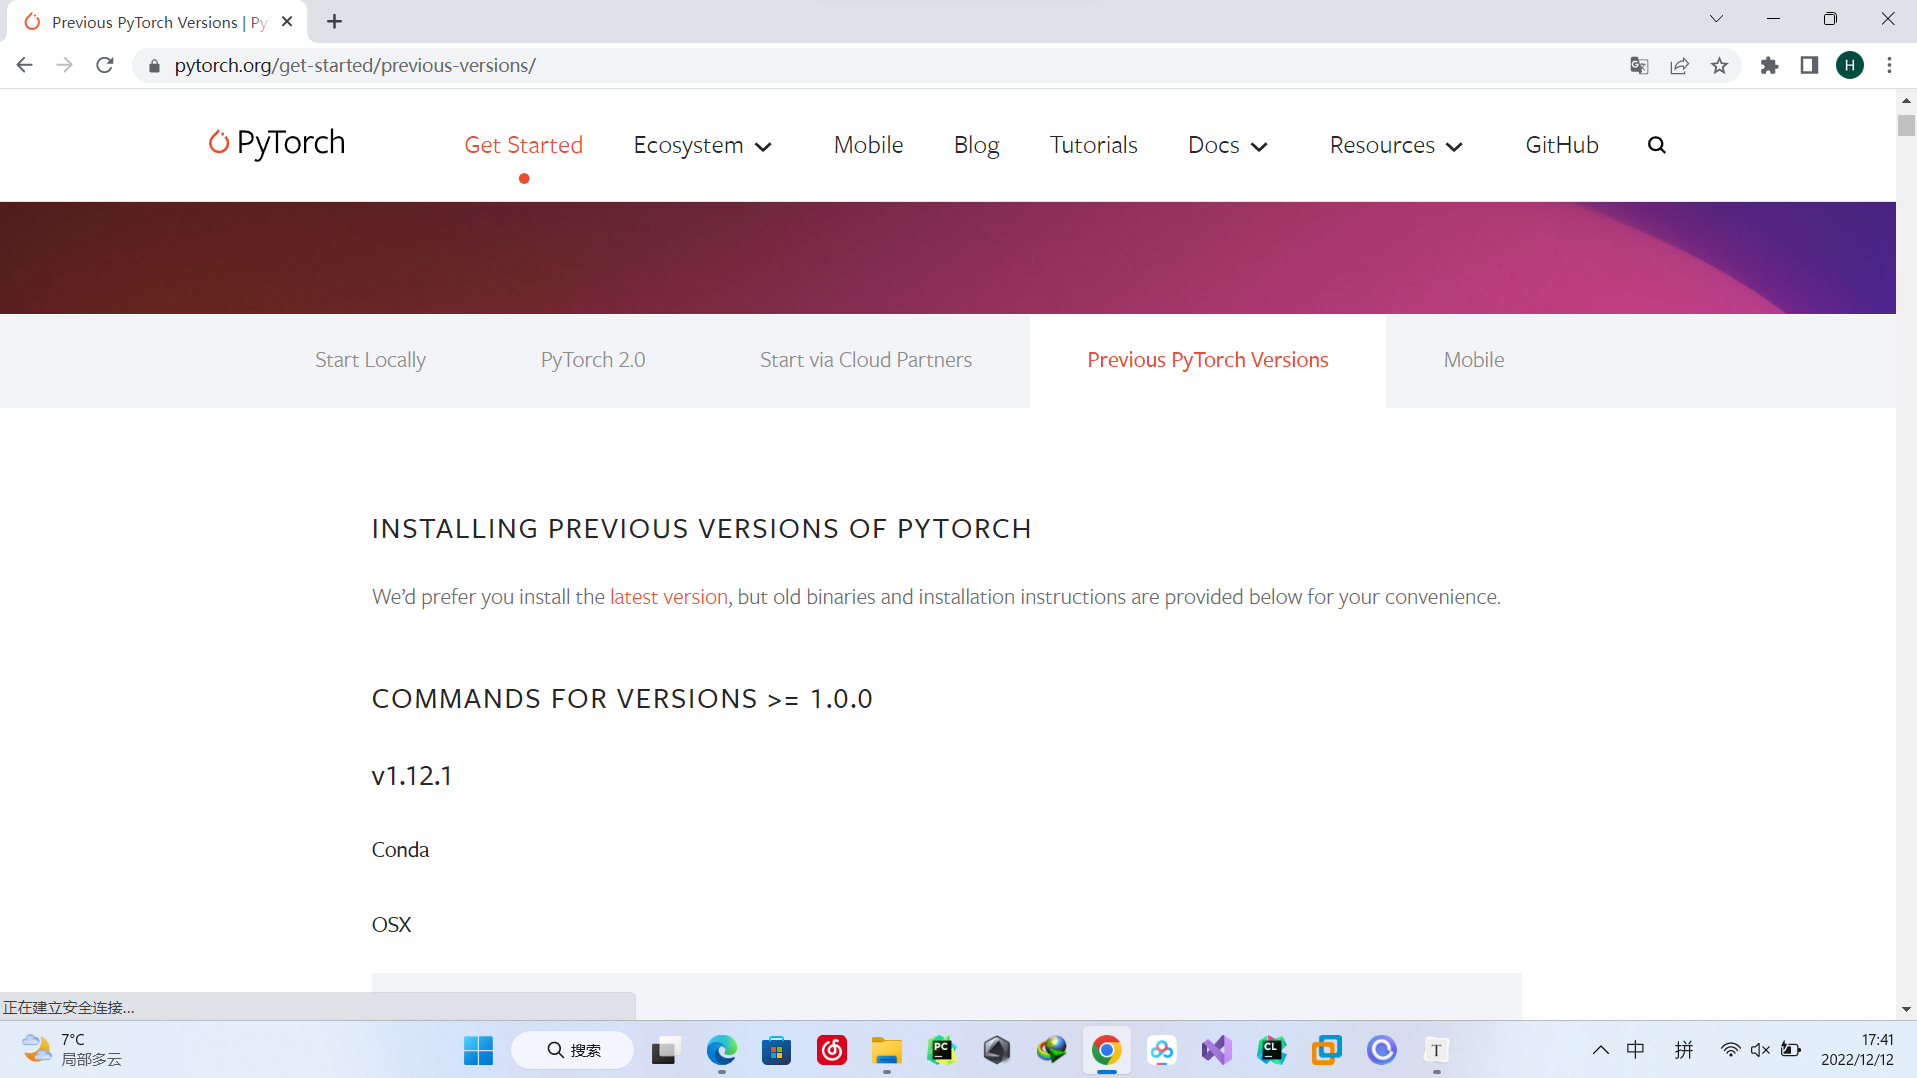 Previous PyTorch Versions | Py
pytorch.org/get-started/previous-versions/
H
PyTorch
Get Started
Ecosystem
Mobile
Blog
Tutorials
Docs
Resources
GitHub
Start Locally
PyTorch 2.0
Start via Cloud Partners
Previous PyTorch Versions
Mobile
INSTALLING PREVIOUS VERSIONS OF PYTORCH
We'd prefer you install the latest version, but old binaries and installation instructions are provided below for your convenience.
COMMANDS FOR VERSIONS >= 1.0.0
v1.12.1
Conda
OSX
正在建立安全连接...
7°C
局部多云
搜索
PC
CL
T
中
拼
17:41
2022/12/12